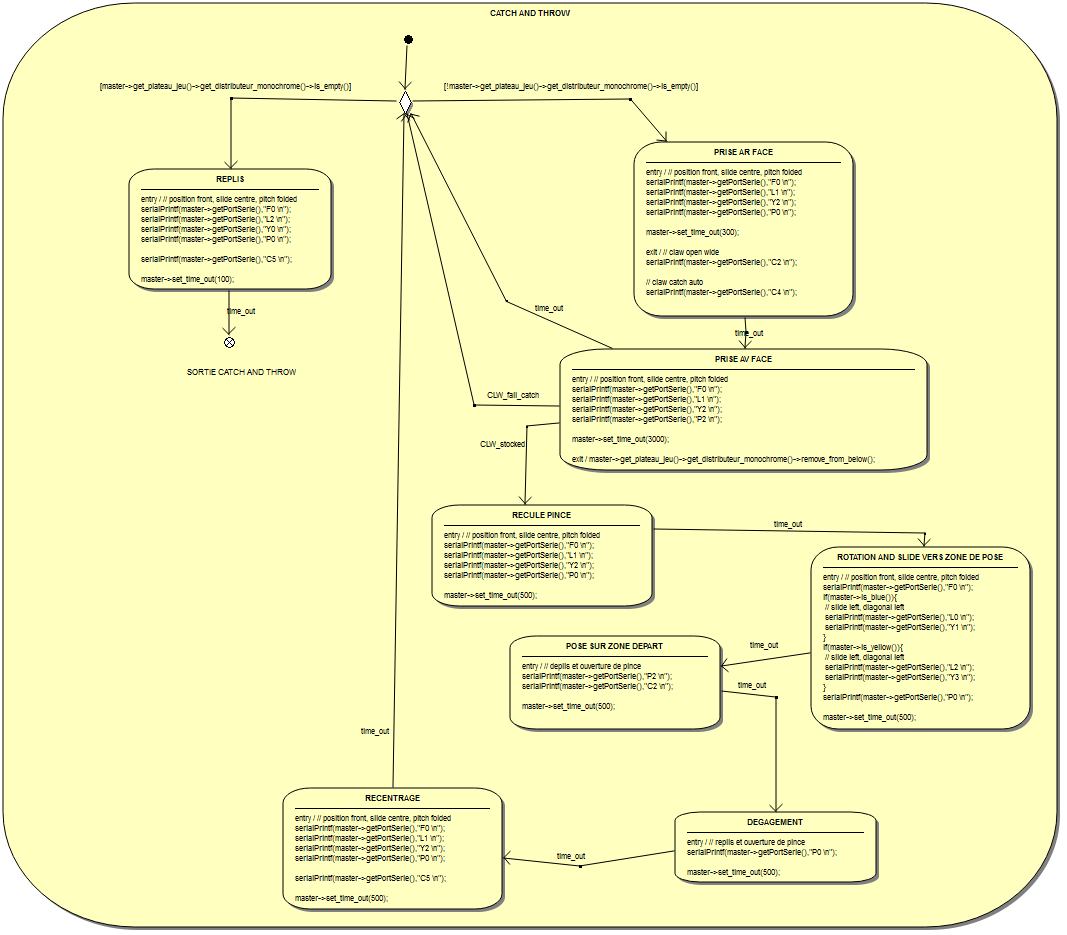 CATCH AND THROW
[master->get_plateau_jeu()->get_distributeur_monochrome()->is_empty()]
[!master->get_plateau_jeu()->get_distributeur_monochrome()->is_empty()]
REPLIS
entry / // position front, slide centre, pitch folded
serialPrintf(master->getPortSerie(),"F0 \n");
serialPrintf(master->getPortSerie(),"L2 \n");
serialPrintf(master->getPortSerie(),"Y0 \n");
serialPrintf(master->getPortSerie(),"P0 \n");
serialPrintf(master->getPortSerie(),"C5 \n");
master->set_time_out(100);
time_out
SORTIE CATCH AND THROW
PRISE AR FACE
entry / // position front, slide centre, pitch folded
serialPrintf(master->getPortSerie(),"F0 \n");
serialPrintf(master->getPortSerie(),"L1 \n");
serialPrintf(master->getPortSerie(),"Y2 \n");
serialPrintf(master->getPortSerie(),"P0 \n");
master->set_time_out(300);
exit / // claw open wide
serialPrintf(master->getPortSerie(),"C2 \n");
// claw catch auto
serialPrintf(master->getPortSerie(),"C4 \n");
time_out
time_out
PRISE AV FACE
entry / // position front, slide centre, pitch folded
serialPrintf(master->getPortSerie(),"F0 \n");
serialPrintf(master->getPortSerie(),"L1 \n");
serialPrintf(master->getPortSerie(),"Y2 \n");
serialPrintf(master->getPortSerie(),"P2 \n");
master->set_time_out(3000);
exit / master->get_plateau_jeu()->get_distributeur_monochrome()->remove_from_below();
CLW_fail_catch
CLW_stocked
RECULE PINCE
entry / // position front, slide centre, pitch folded
serialPrintf(master->getPortSerie(),"F0 \n");
serialPrintf(master->getPortSerie(),"L1 \n");
serialPrintf(master->getPortSerie(),"Y2 \n");
serialPrintf(master->getPortSerie(),"P0 \n");
master->set_time_out(500);
time_out
ROTATION AND SLIDE VERS ZONE DE POSE
entry / // position front, slide centre, pitch folded
serialPrintf(master->getPortSerie(),"F0 \n");
if(master->is_blue()){
// slide left, diagonal left
serialPrintf(master->getPortSerie(),"L0 \n");
serialPrintf(master->getPortSerie(),"Y1 \n");
}
if(master->is_yellow()){
// slide left, diagonal left
serialPrintf(master->getPortSerie(),"L2 \n");
serialPrintf(master->getPortSerie(),"Y3 \n");
}
serialPrintf(master->getPortSerie(),"P0 \n");
master->set_time_out(500);
time_out
POSE SUR ZONE DEPART
entry / // deplis et ouverture de pince
serialPrintf(master->getPortSerie(),"P2 \n");
serialPrintf(master->getPortSerie(),"C2 \n");
master->set_time_out(500);
time_out
DEGAGEMENT
entry / // replis et ouverture de pince
serialPrintf(master->getPortSerie(),"P0 \n");
master->set_time_out(500);
time_out
RECENTRAGE
entry / // position front, slide centre, pitch folded
serialPrintf(master->getPortSerie(),"F0 \n");
serialPrintf(master->getPortSerie(),"L1 \n");
serialPrintf(master->getPortSerie(),"Y2 \n");
serialPrintf(master->getPortSerie(),"P0 \n");
serialPrintf(master->getPortSerie(),"C5 \n");
master->set_time_out(500);
time_out